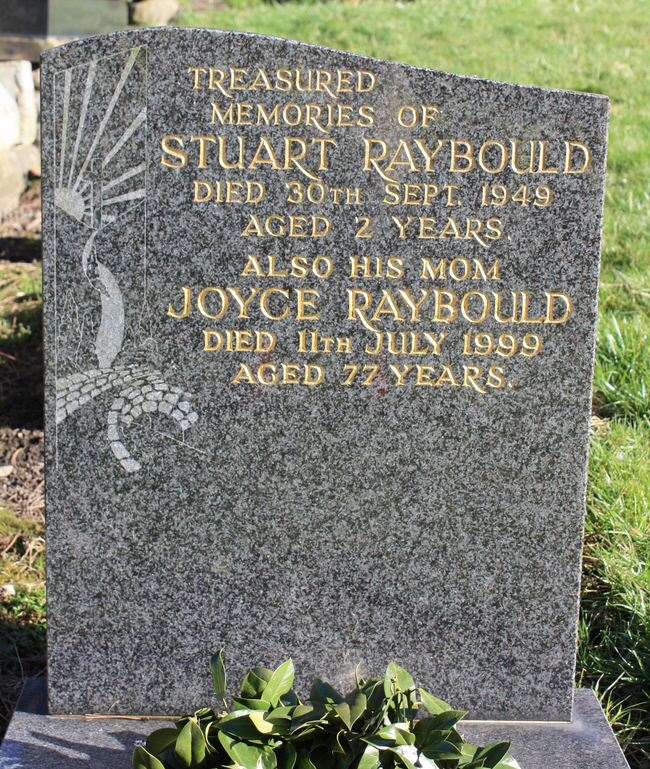 TREASURED
MEMORIES OF
STUART RAYBOULD
DIED 30TH SEPT. 1949
AGED 2 YEARS.
ALSO HIS MOM
JOYCE RAYBOULD
DIED 11TH JULY 1999
AGED 77 YEARS.